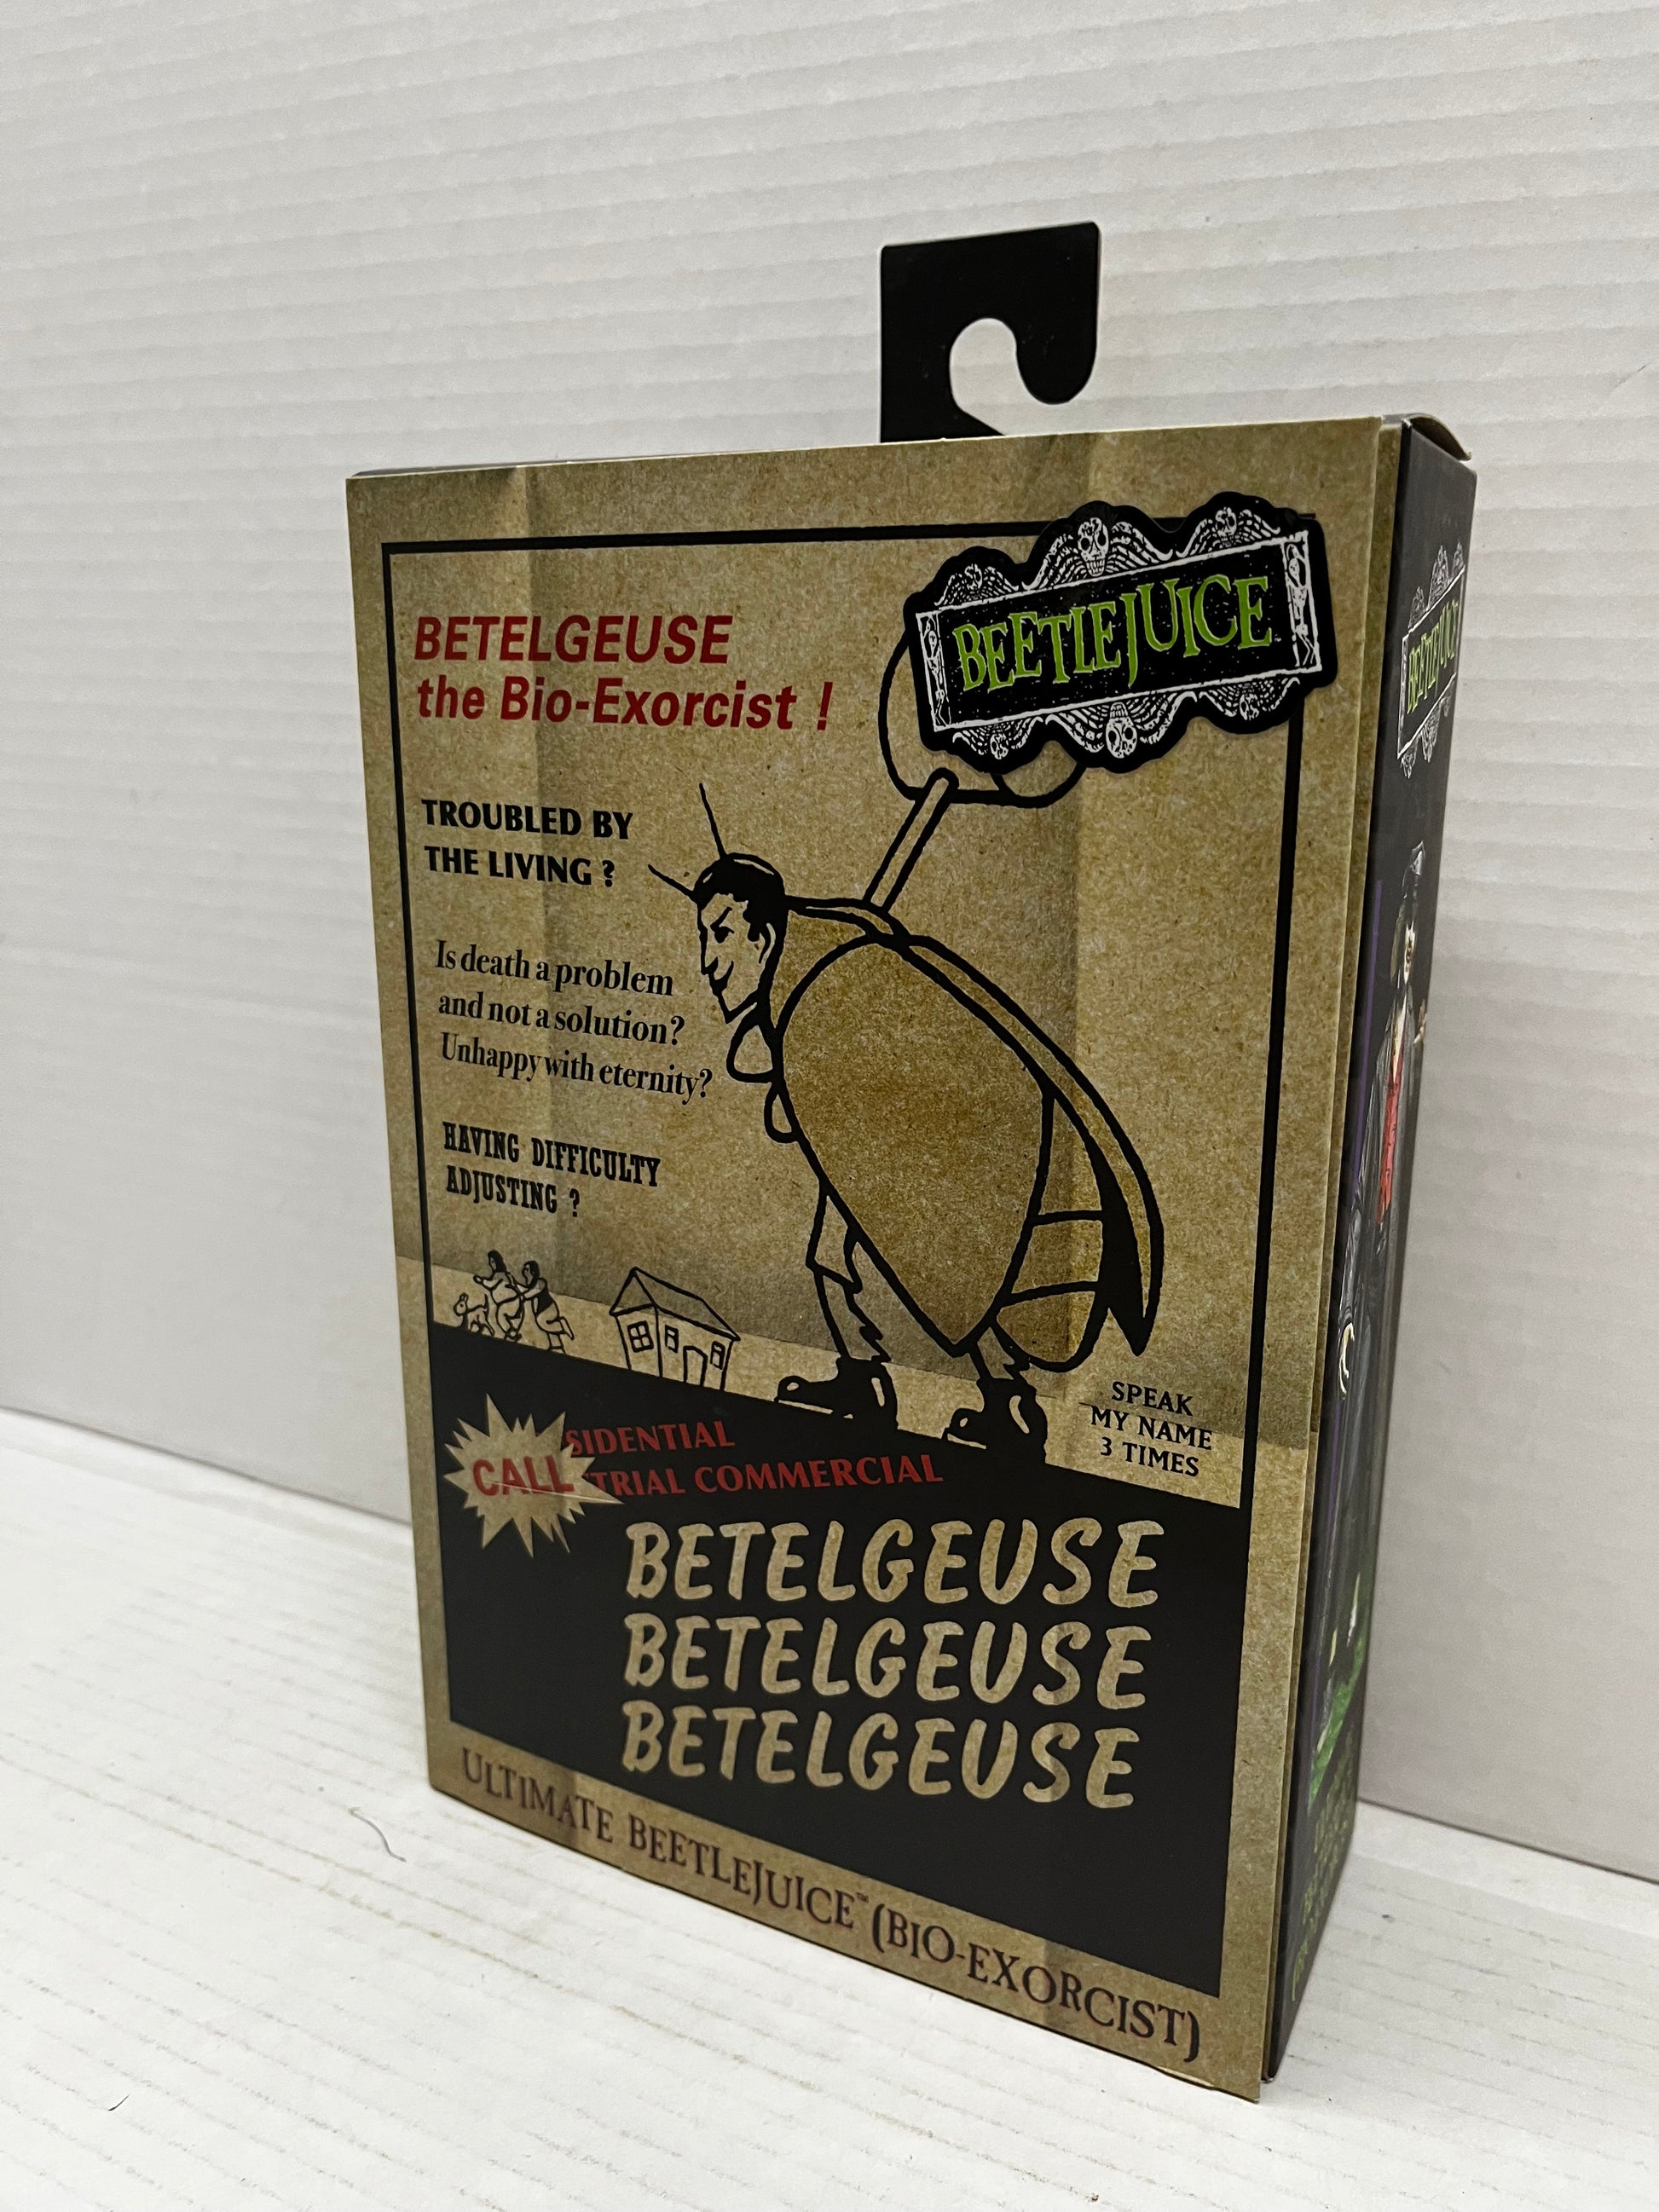 BEETLEJUICE
BETELGEUSE
the Bio-Exorcist !
TROUBLED BY
THE LIVING ?
Is death a problem
and not a solution?
Unhappy with eternity?
HAVING DIFFICULTY
ADJUSTING ?
SPEAK
MY NAME
3 TIMES
CALL
SIDENTIAL
TRIAL COMMERCIAL
BETELGEUSE
BETELGEUSE
BETELGEUSE
ULTIMATE BEETLEJUICE™ (BIO-EXORCIST)
BEETLEJUICE